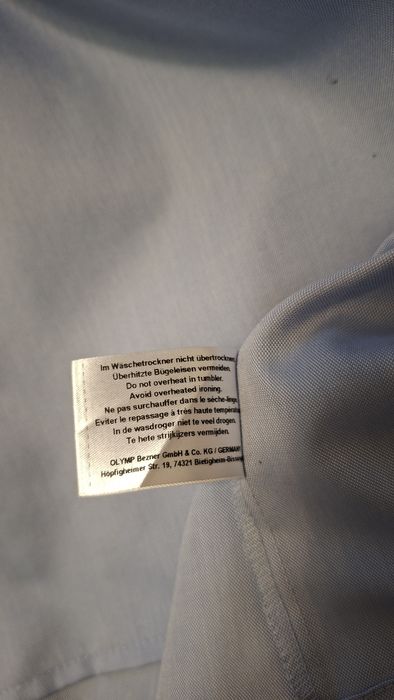 Im Wäschetrockner nicht übertrocknen.
Überhitzte Bügeleisen vermeiden.
Do not overheat in tumbler.
Avoid overheated ironing.
Ne pas surchauffer dans le sèche-linge.
Eviter le repassage à très haute température
In de wasdroger niet te veel drogen.
Te hete strijkijzers vermijden.
OLYMP Bezner GmbH & Co. KG / GERMANY
Höpfigheimer Str. 19, 74321 Bietigheim-Bissing